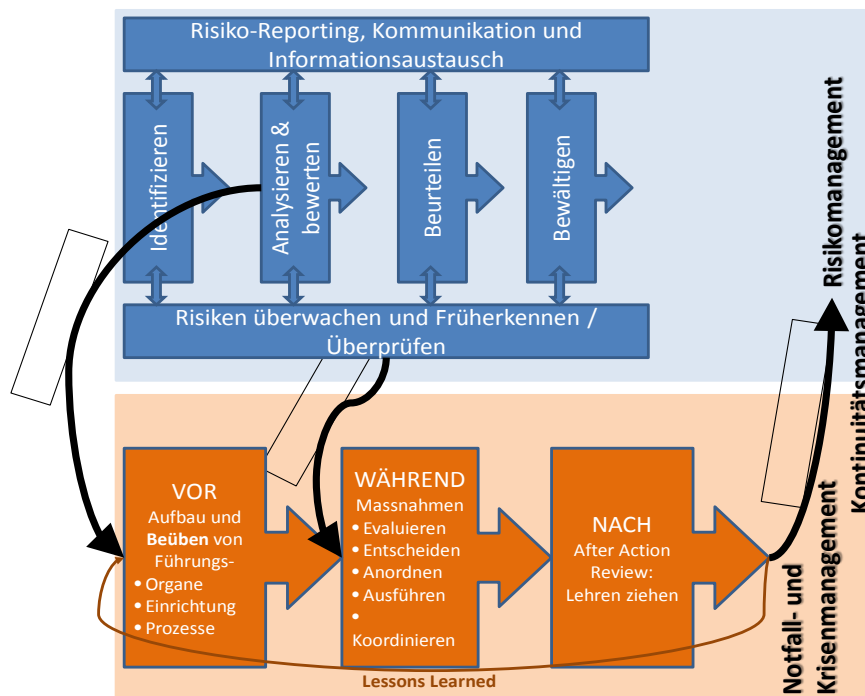 Risiko-Reporting, Kommunikation und
Informationsaustausch
Identifizieren
Analysieren &
bewerten
Beurteilen
Bewältigen
Risiken überwachen und Früherkennen /
Überprüfen
Risikomanagement
Kontinuitätsmanagement
VOR
Aufbau und
Beüben von
Führungs-
• Organe
• Einrichtung
• Prozesse
WÄHREND
Massnahmen
• Evaluieren
• Entscheiden
• Anordnen
• Ausführen
•
Koordinieren
NACH
After Action
Review:
Lehren ziehen
Notfall- und
Krisenmanagement
Lessons Learned